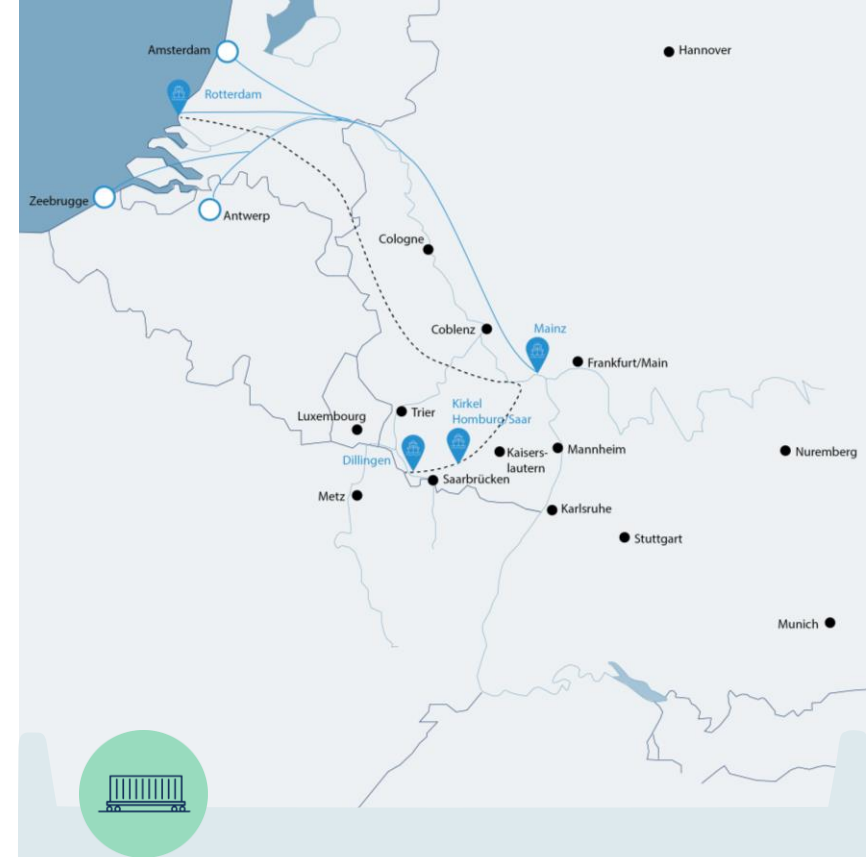 Amsterdam
Hannover
Rotterdam
Zeebrugge
Antwerp
Cologne
Coblenz
Mainz
Frankfurt/Main
Kirkel
Homburg/Saar
Luxembourg
Trier
Kaisers-
lautern
Mannheim
Nuremberg
Dillingen
Saarbrücken
Metz
Karlsruhe
Stuttgart
Munich